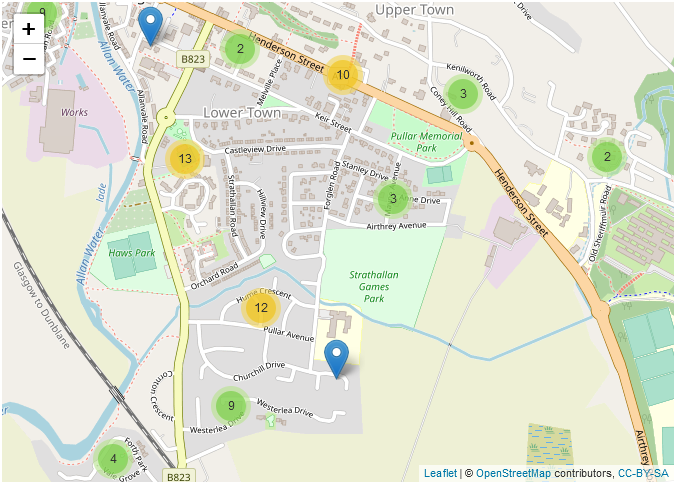 Upper Town
9
+
−
Allanvale Road
Allan Water
B823
2
Melville Place
Henderson Street
10
Kenilworth Road
Coney Hill Road
3
Works
Allanvale Road
Lower Town
Keir Street
Pullar Memorial
Park
2
Castleview Drive
13
Stanley Drive
Forglen Road
Strathallan Road
Hillview Drive
3
Drive
Avenue
Airthrey Avenue
Henderson Street
Old Sheriffmuir Road
lade
Allan Water
Haws Park
Orchard Road
Strathallan
Games
Park
Glasgow to Dunblane
Hume Crescent
12
Pullar Avenue
Churchill Drive
Cornton Crescent
9
Westerlea Drive
Westerlea Drive
Forth Park
4
Grove
B823
Airthrey
Leaflet | © OpenStreetMap contributors, CC-BY-SA